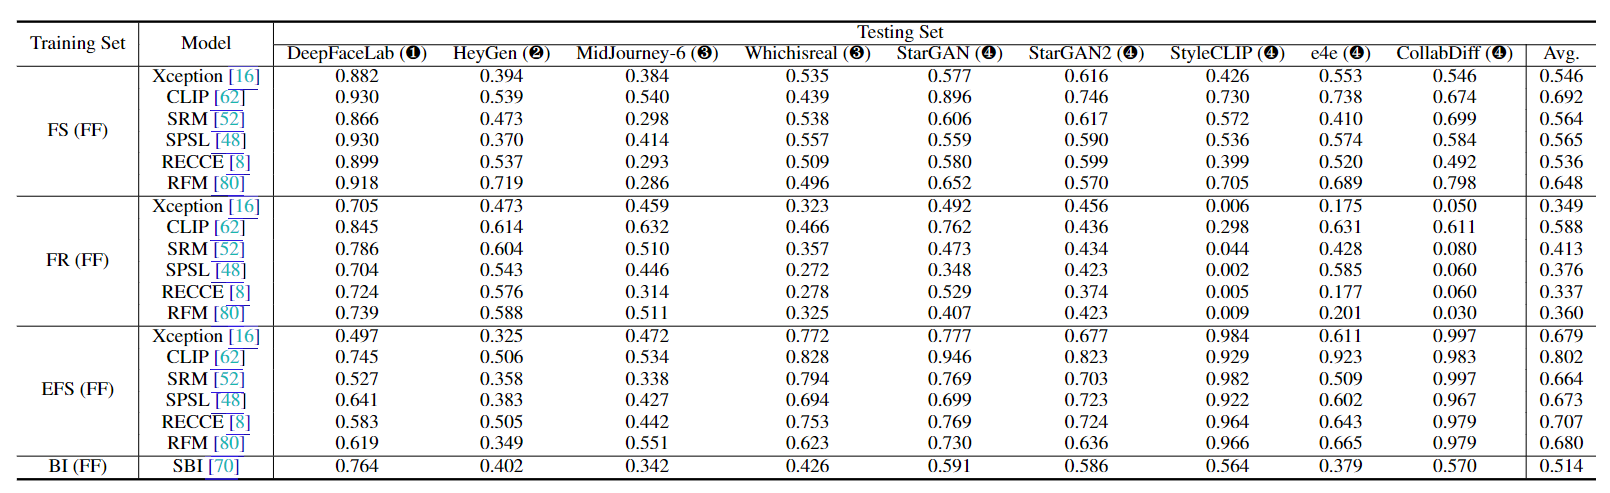 Testing Set
Training Set Model
DeepFaceLab (❶) HeyGen (❷) MidJourney-6 (❸) Whichisreal (❸) StarGAN (❹) StarGAN2 (❹) StyleCLIP (❹) e4e (❹) CollabDiff (❹) Avg.
Xception [16] 0.882 0.394 0.384 0.535 0.577 0.616 0.426 0.553 0.546 0.546
CLIP [62] 0.930 0.539 0.540 0.439 0.896 0.746 0.730 0.738 0.674 0.692
SRM [52] 0.866 0.473 0.298 0.538 0.606 0.617 0.572 0.410 0.699 0.564
FS (FF)
SPSL [48] 0.930 0.370 0.414 0.557 0.559 0.590 0.536 0.574 0.584 0.565
RECCE [8] 0.899 0.537 0.293 0.509 0.580 0.599 0.399 0.520 0.492 0.536
RFM [80] 0.918 0.719 0.286 0.496 0.652 0.570 0.705 0.689 0.798 0.648
Xception [16] 0.705 0.473 0.459 0.323 0.492 0.456 0.006 0.175 0.050 0.349
CLIP [62] 0.845 0.614 0.632 0.466 0.762 0.436 0.298 0.631 0.611 0.588
SRM [52] 0.786 0.604 0.510 0.357 0.473 0.434 0.044 0.428 0.080 0.413
FR (FF)
SPSL [48] 0.704 0.543 0.446 0.272 0.348 0.423 0.002 0.585 0.060 0.376
RECCE [8] 0.724 0.576 0.314 0.278 0.529 0.374 0.005 0.177 0.060 0.337
RFM [80] 0.739 0.588 0.511 0.325 0.407 0.423 0.009 0.201 0.030 0.360
Xception [16] 0.497 0.325 0.472 0.772 0.777 0.677 0.984 0.611 0.997 0.679
CLIP [62] 0.745 0.506 0.534 0.828 0.946 0.823 0.929 0.923 0.983 0.802
SRM [52] 0.527 0.358 0.338 0.794 0.769 0.703 0.982 0.509 0.997 0.664
EFS (FF)
SPSL [48] 0.641 0.383 0.427 0.694 0.699 0.723 0.922 0.602 0.967 0.673
RECCE [8] 0.583 0.505 0.442 0.753 0.769 0.724 0.964 0.643 0.979 0.707
RFM [80] 0.619 0.349 0.551 0.623 0.730 0.636 0.966 0.665 0.979 0.680
BI (FF) SBI [70] 0.764 0.402 0.342 0.426 0.591 0.586 0.564 0.379 0.570 0.514